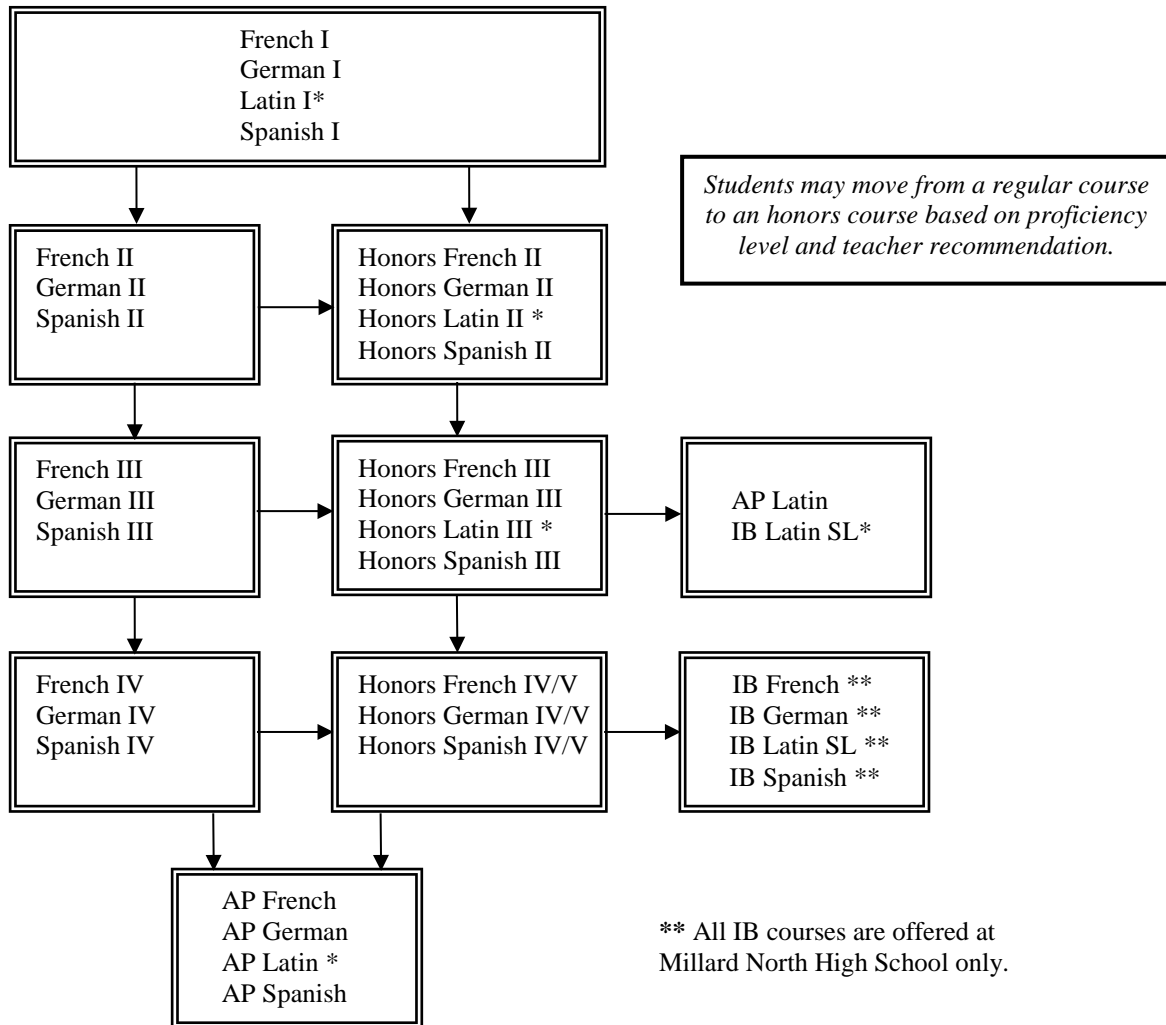 French I
German I
Latin I*
Spanish I
Students may move from a regular course
to an honors course based on proficiency
level and teacher recommendation.
French II
German II
Spanish II
Honors French II
Honors German II
Honors Latin II *
Honors Spanish II
French III
German III
Spanish III
Honors French III
Honors German III
Honors Latin III *
Honors Spanish III
AP Latin
IB Latin SL*
French IV
German IV
Spanish IV
Honors French IV/V
Honors German IV/V
Honors Spanish IV/V
IB French **
IB German **
IB Latin SL **
IB Spanish **
AP French
AP German
AP Latin *
AP Spanish
** All IB courses are offered at
Millard North High School only.